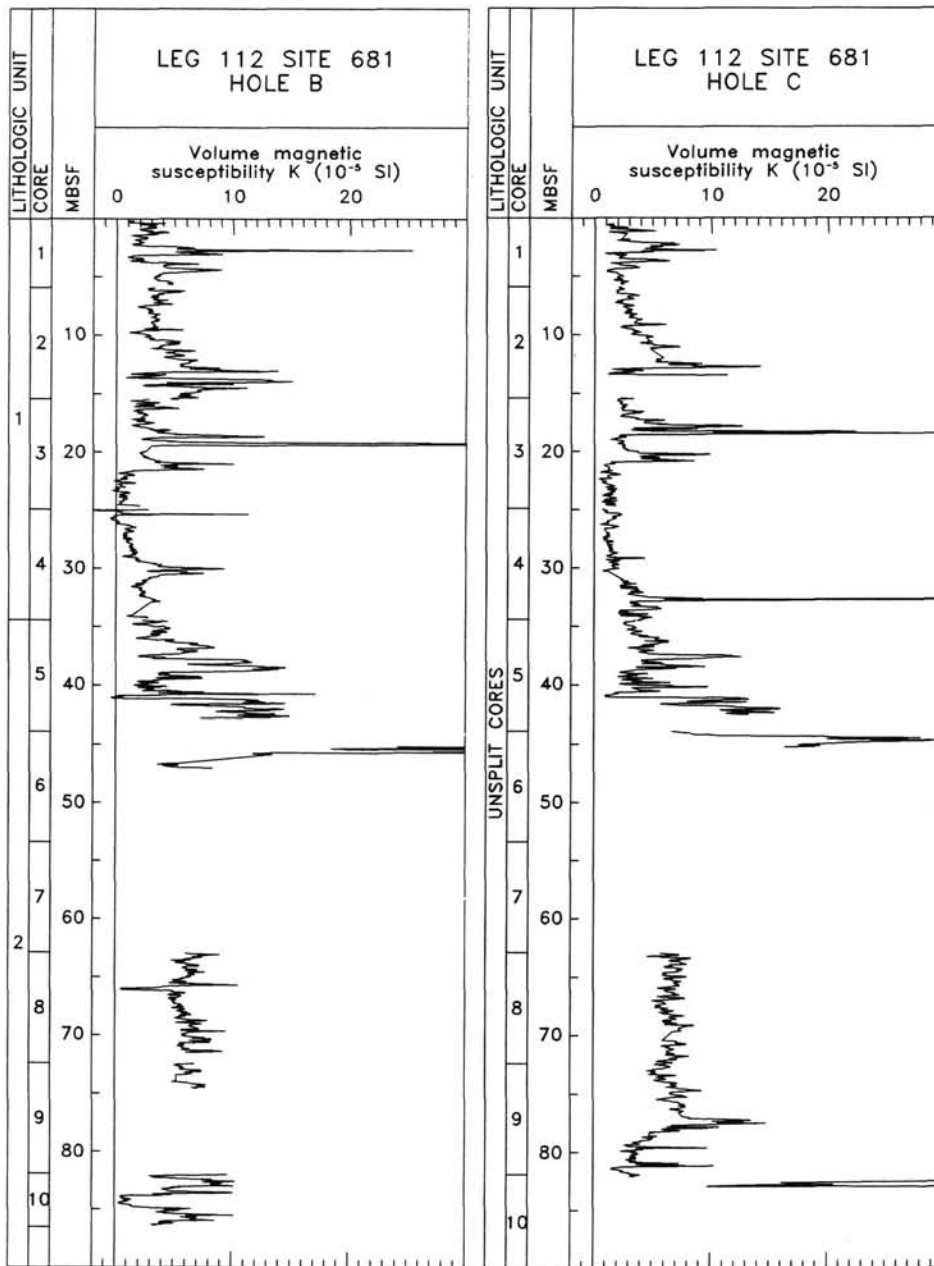 LEG 112 SITE 681
HOLE B
LITHOLOGIC UNIT
CORE
MBSF
Volume magnetic
susceptibility K (10⁻⁵ SI)
0 10 20
1
2
3
4
5
6
7
8
9
10
1
2
10
20
30
40
50
60
70
80
LEG 112 SITE 681
HOLE C
LITHOLOGIC UNIT
CORE
MBSF
Volume magnetic
susceptibility K (10⁻⁵ SI)
0 10 20
UNSPLIT CORES
1
2
3
4
5
6
7
8
9
10
10
20
30
40
50
60
70
80